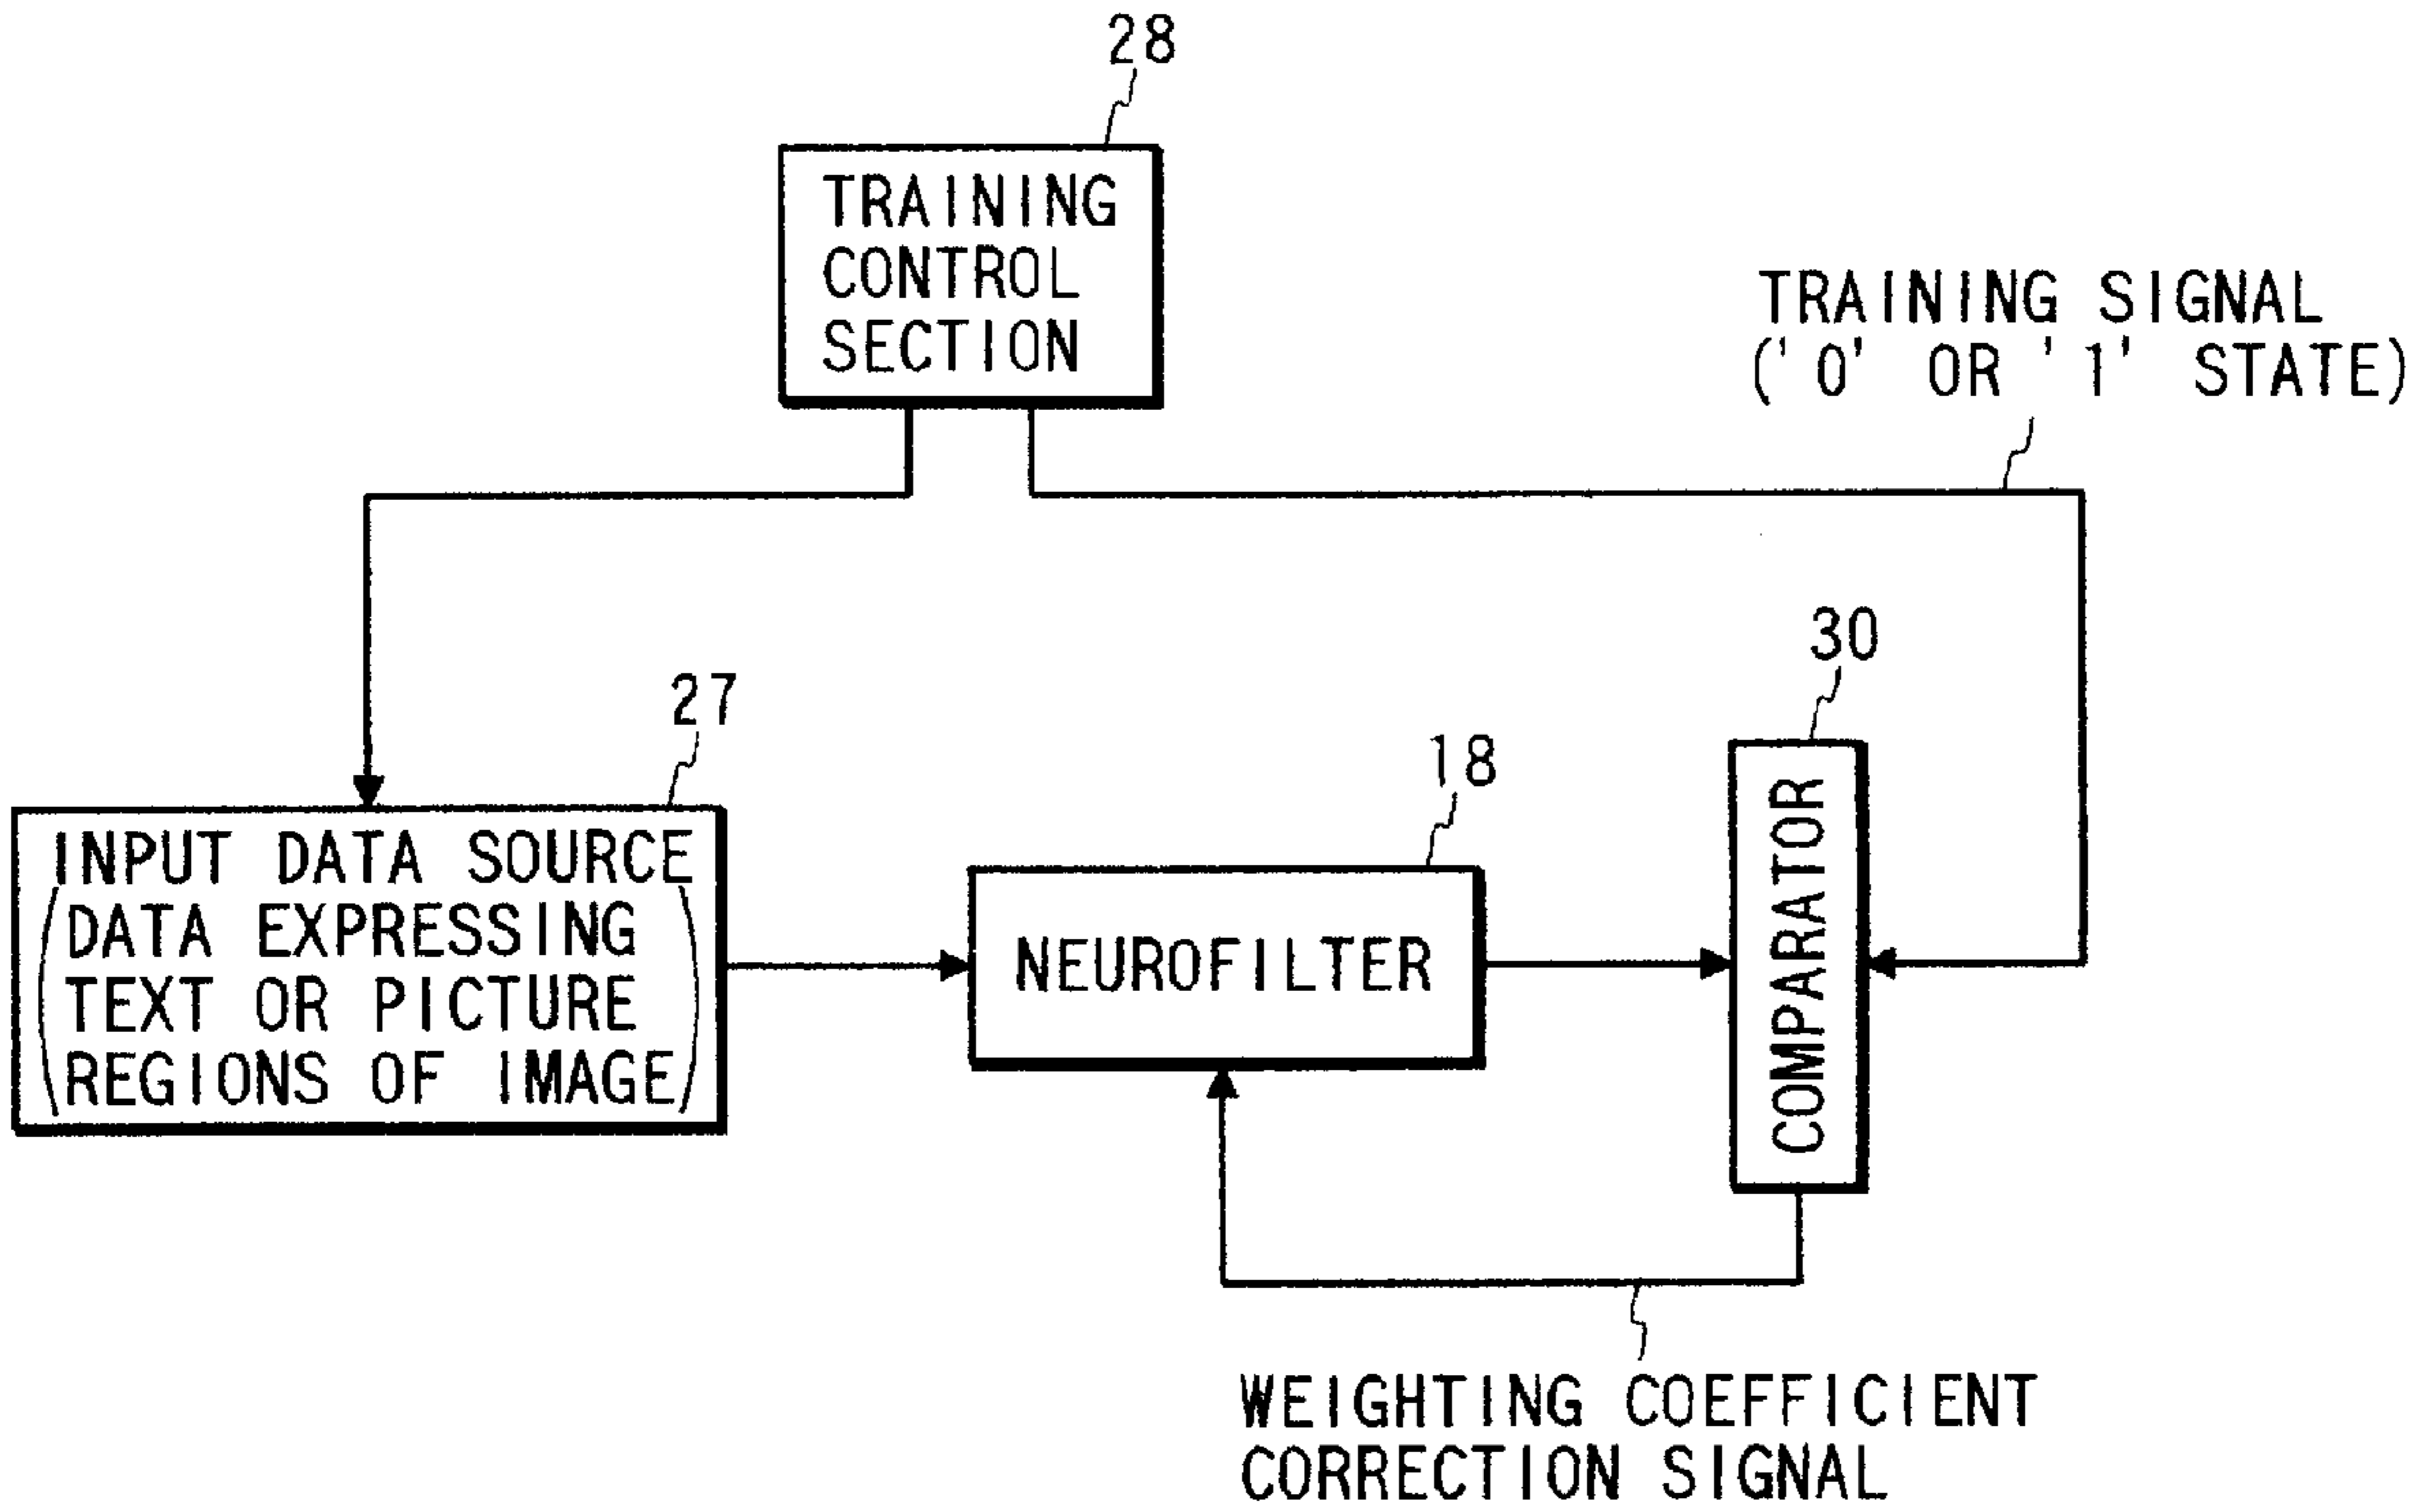 28
TRAINING
CONTROL
SECTION
TRAINING SIGNAL
('0' OR '1' STATE)
27
INPUT DATA SOURCE
(DATA EXPRESSING
TEXT OR PICTURE
REGIONS OF IMAGE)
18
NEUROFILTER
30
COMPARATOR
WEIGHTING COEFFICIENT
CORRECTION SIGNAL